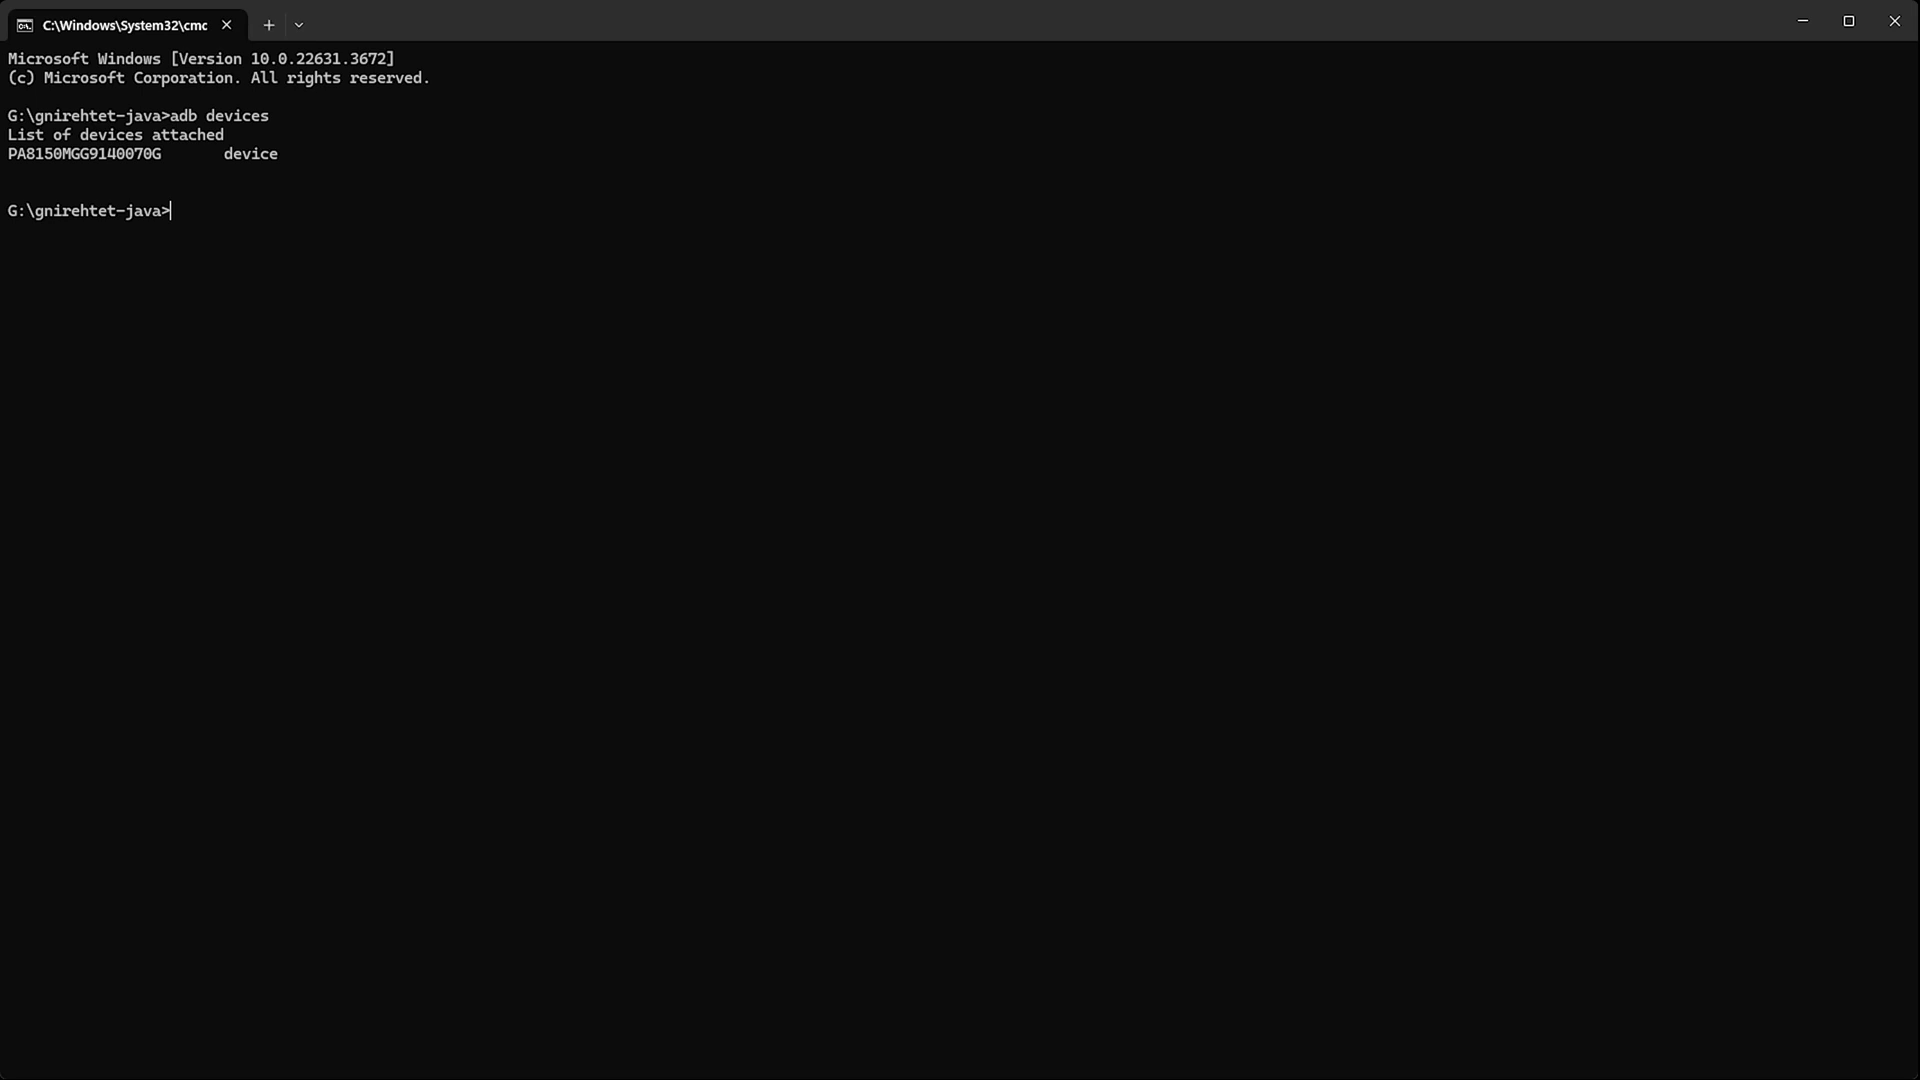 C:\Windows\System32\cmc
Microsoft Windows [Version 10.0.22631.3672]
(c) Microsoft Corporation. All rights reserved.
G:\gnirehtet-java>adb devices
List of devices attached
PA8150MGG9140070G device
G:\gnirehtet-java>